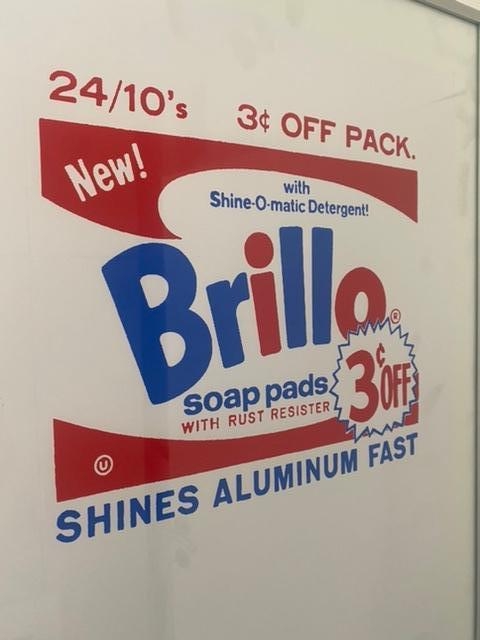 24/10's 3¢ OFF PACK.
New!
with
Shine-O-matic Detergent!
Brillo®
soap pads
WITH RUST RESISTER
3¢ OFF
U
SHINES ALUMINUM FAST